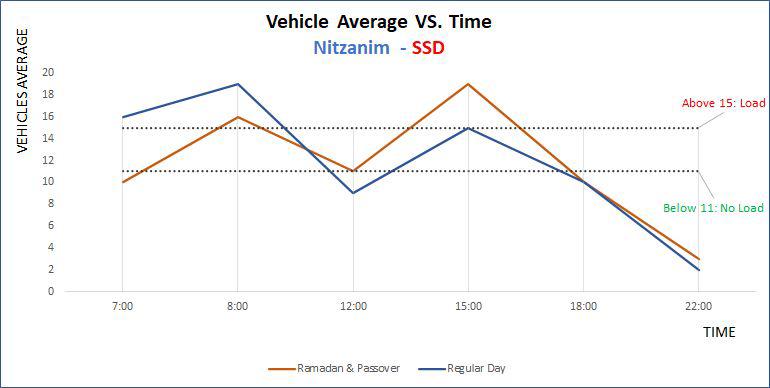 Vehicle Average VS. Time
Nitzanim - SSD
VEHICLES AVERAGE
20
18
16
14
12
10
8
6
4
2
0
Above 15: Load
Below 11: No Load
7:00 8:00 12:00 15:00 18:00 22:00
TIME
Ramadan & Passover Regular Day